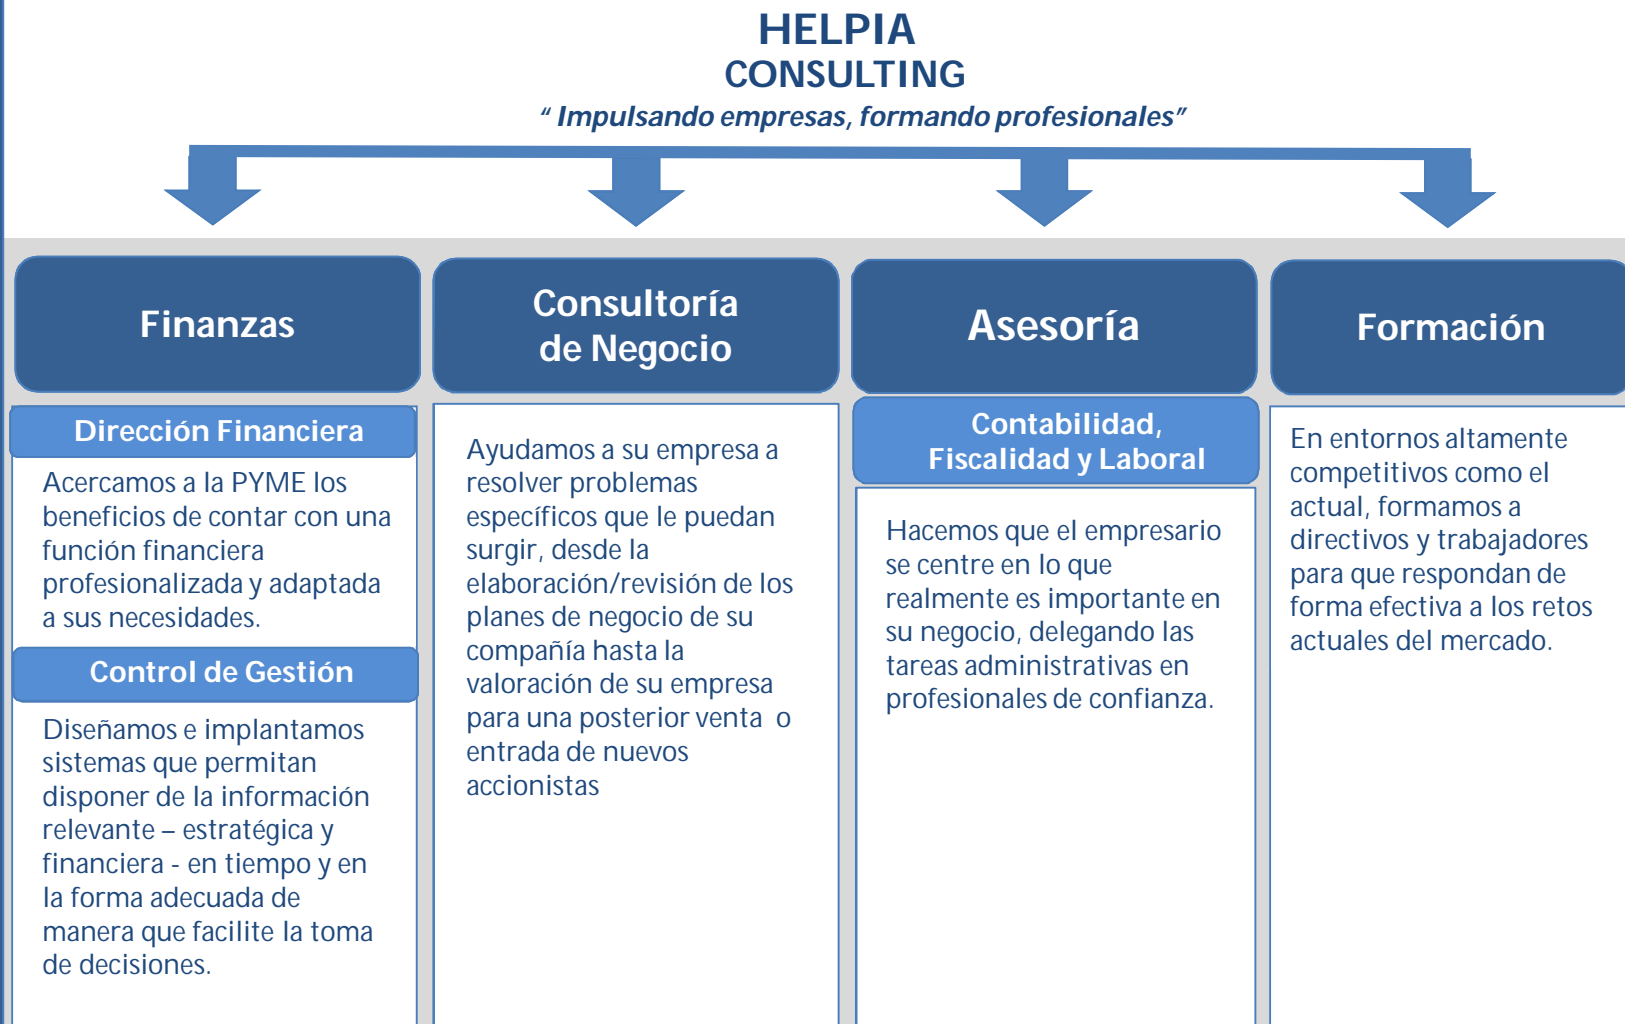 HELPIA
CONSULTING
“ Impulsando empresas, formando profesionales”
Finanzas
Dirección Financiera
Acercamos a la PYME los
beneficios de contar con una
función financiera
profesionalizada y adaptada
a sus necesidades.
Control de Gestión
Diseñamos e implantamos
sistemas que permitan
disponer de la información
relevante – estratégica y
financiera - en tiempo y en
la forma adecuada de
manera que facilite la toma
de decisiones.
Consultoría
de Negocio
Ayudamos a su empresa a
resolver problemas
específicos que le puedan
surgir, desde la
elaboración/revisión de los
planes de negocio de su
compañía hasta la
valoración de su empresa
para una posterior venta o
entrada de nuevos
accionistas
Asesoría
Contabilidad,
Fiscalidad y Laboral
Hacemos que el empresario
se centre en lo que
realmente es importante en
su negocio, delegando las
tareas administrativas en
profesionales de confianza.
Formación
En entornos altamente
competitivos como el
actual, formamos a
directivos y trabajadores
para que respondan de
forma efectiva a los retos
actuales del mercado.